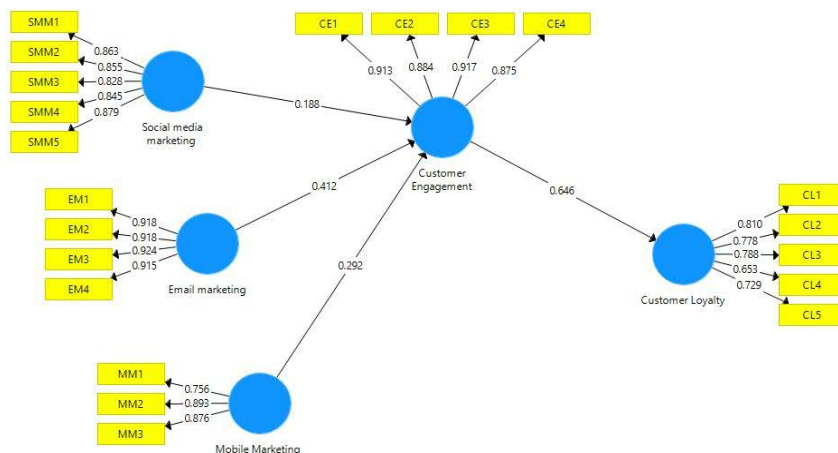 SMM1
SMM2
SMM3
SMM4
SMM5
0.863
0.855
0.828
0.845
0.879
Social media
marketing
CE1
CE2
CE3
CE4
0.913
0.884
0.917
0.875
0.188
Customer
Engagement
EM1
EM2
EM3
EM4
0.918
0.918
0.924
0.915
Email marketing
0.412
0.646
0.292
CL1
CL2
CL3
CL4
CL5
0.810
0.778
0.788
0.653
0.729
Customer Loyalty
MM1
MM2
MM3
0.756
0.893
0.876
Mobile Marketing